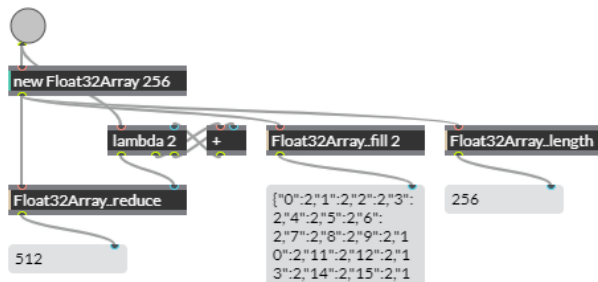 new Float32Array 256
lambda 2
+
Float32Array..fill 2
Float32Array..length
Float32Array..reduce
512
{"0":2,"1":2,"2":2,"3":
2,"4":2,"5":2,"6":
2,"7":2,"8":2,"9":2,"1
0":2,"11":2,"12":2,"1
3":2,"14":2,"15":2,"1
256